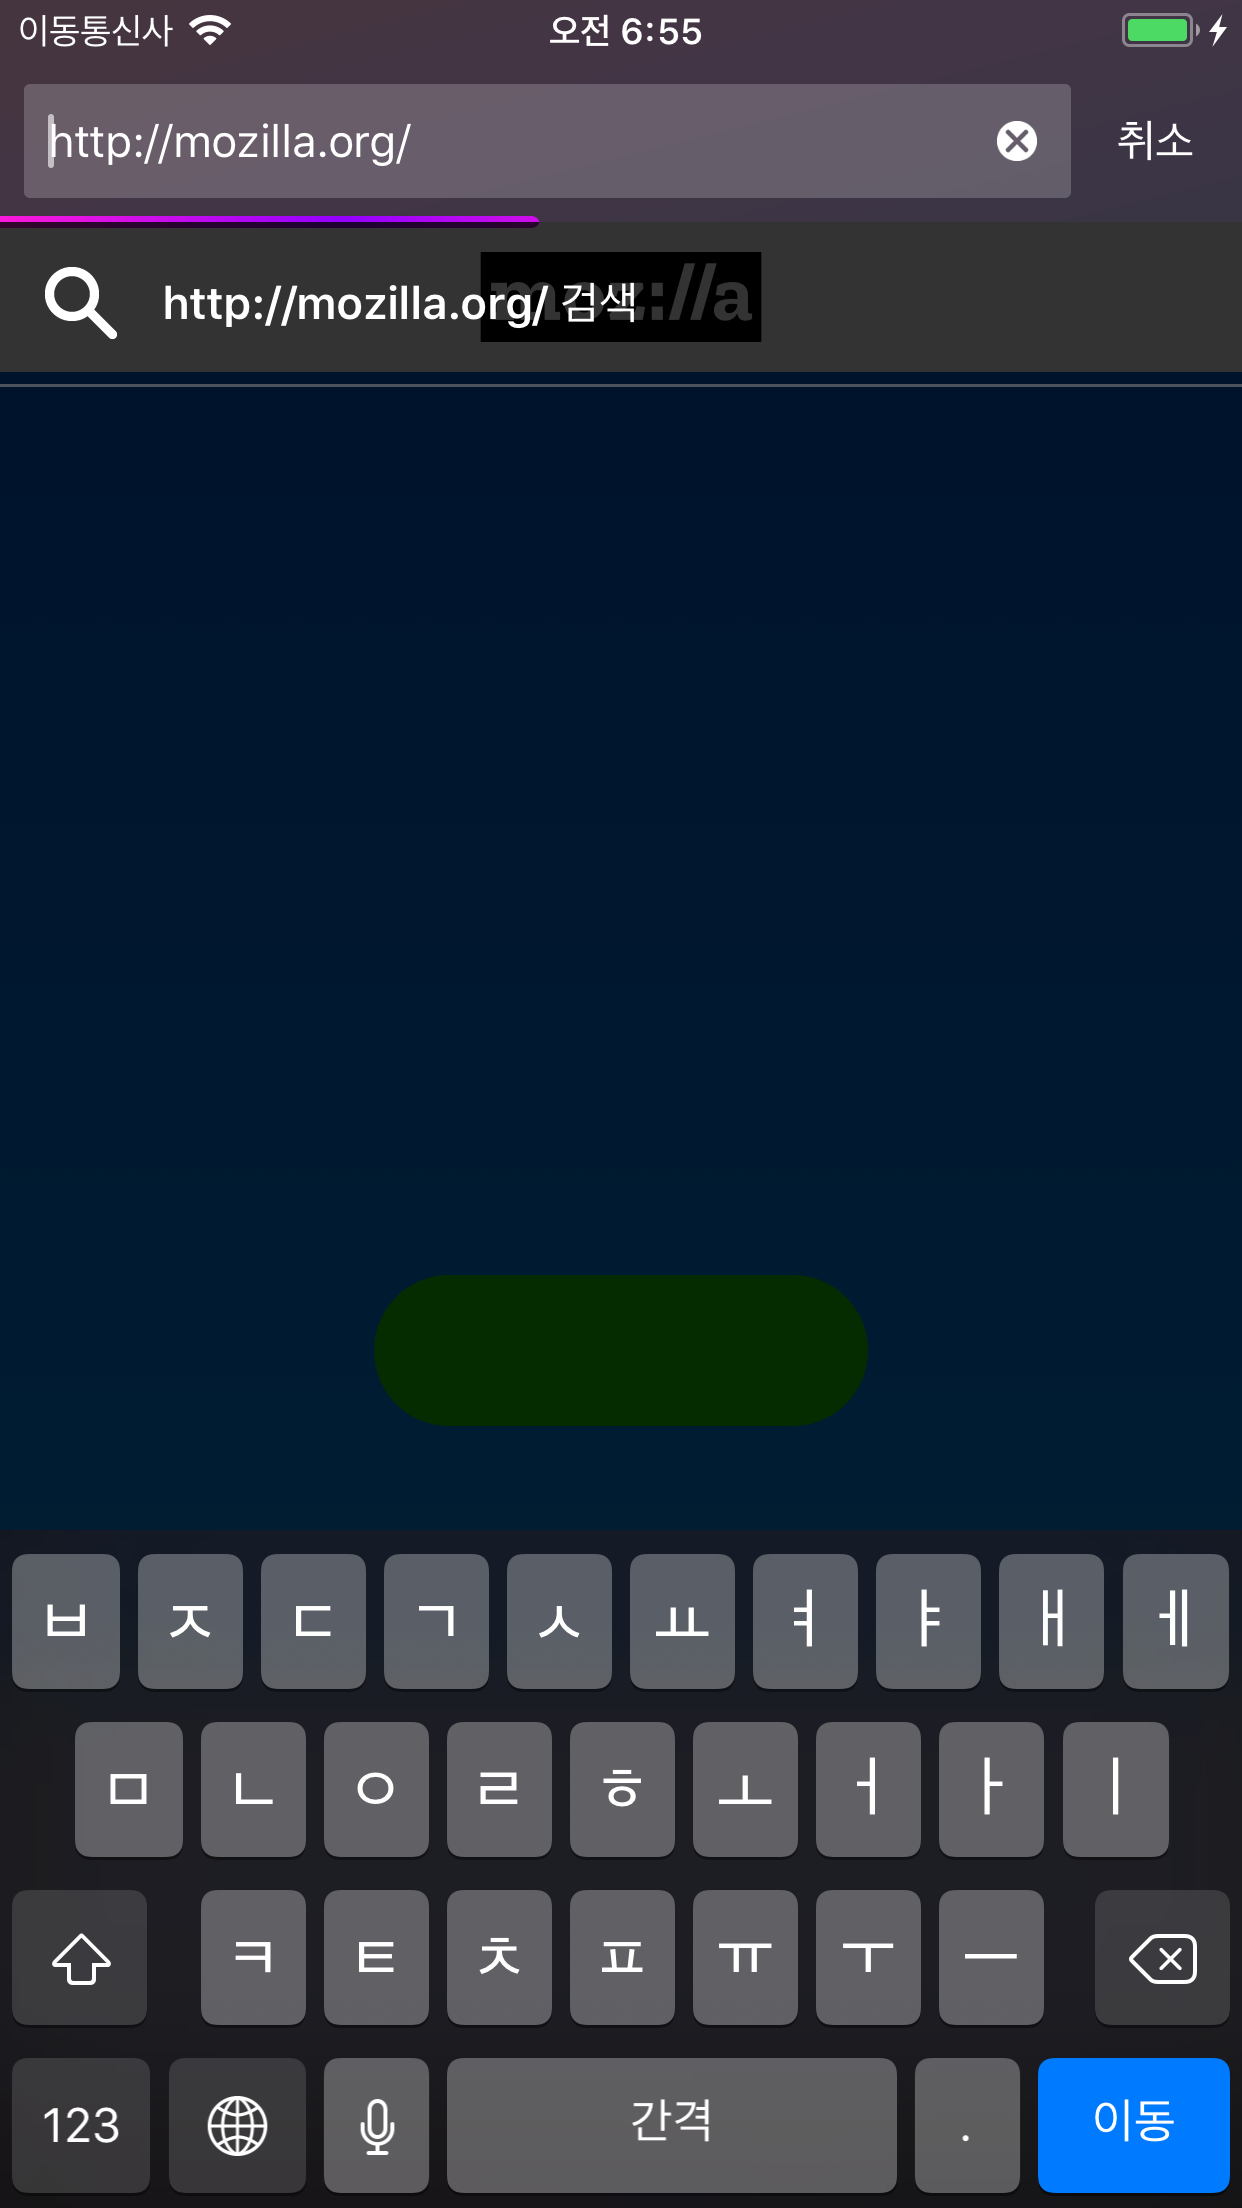 이동통신사 오전 6:55
http://mozilla.org/ 취소
http://mozilla.org/ 검색
moz://a
ㅂ ㅈ ㄷ ㄱ ㅅ ㅛ ㅕ ㅑ ㅐ ㅔ
ㅁ ㄴ ㅇ ㄹ ㅎ ㅗ ㅓ ㅏ ㅣ
ㅋ ㅌ ㅊ ㅍ ㅠ ㅜ ㅡ
123 간격 . 이동